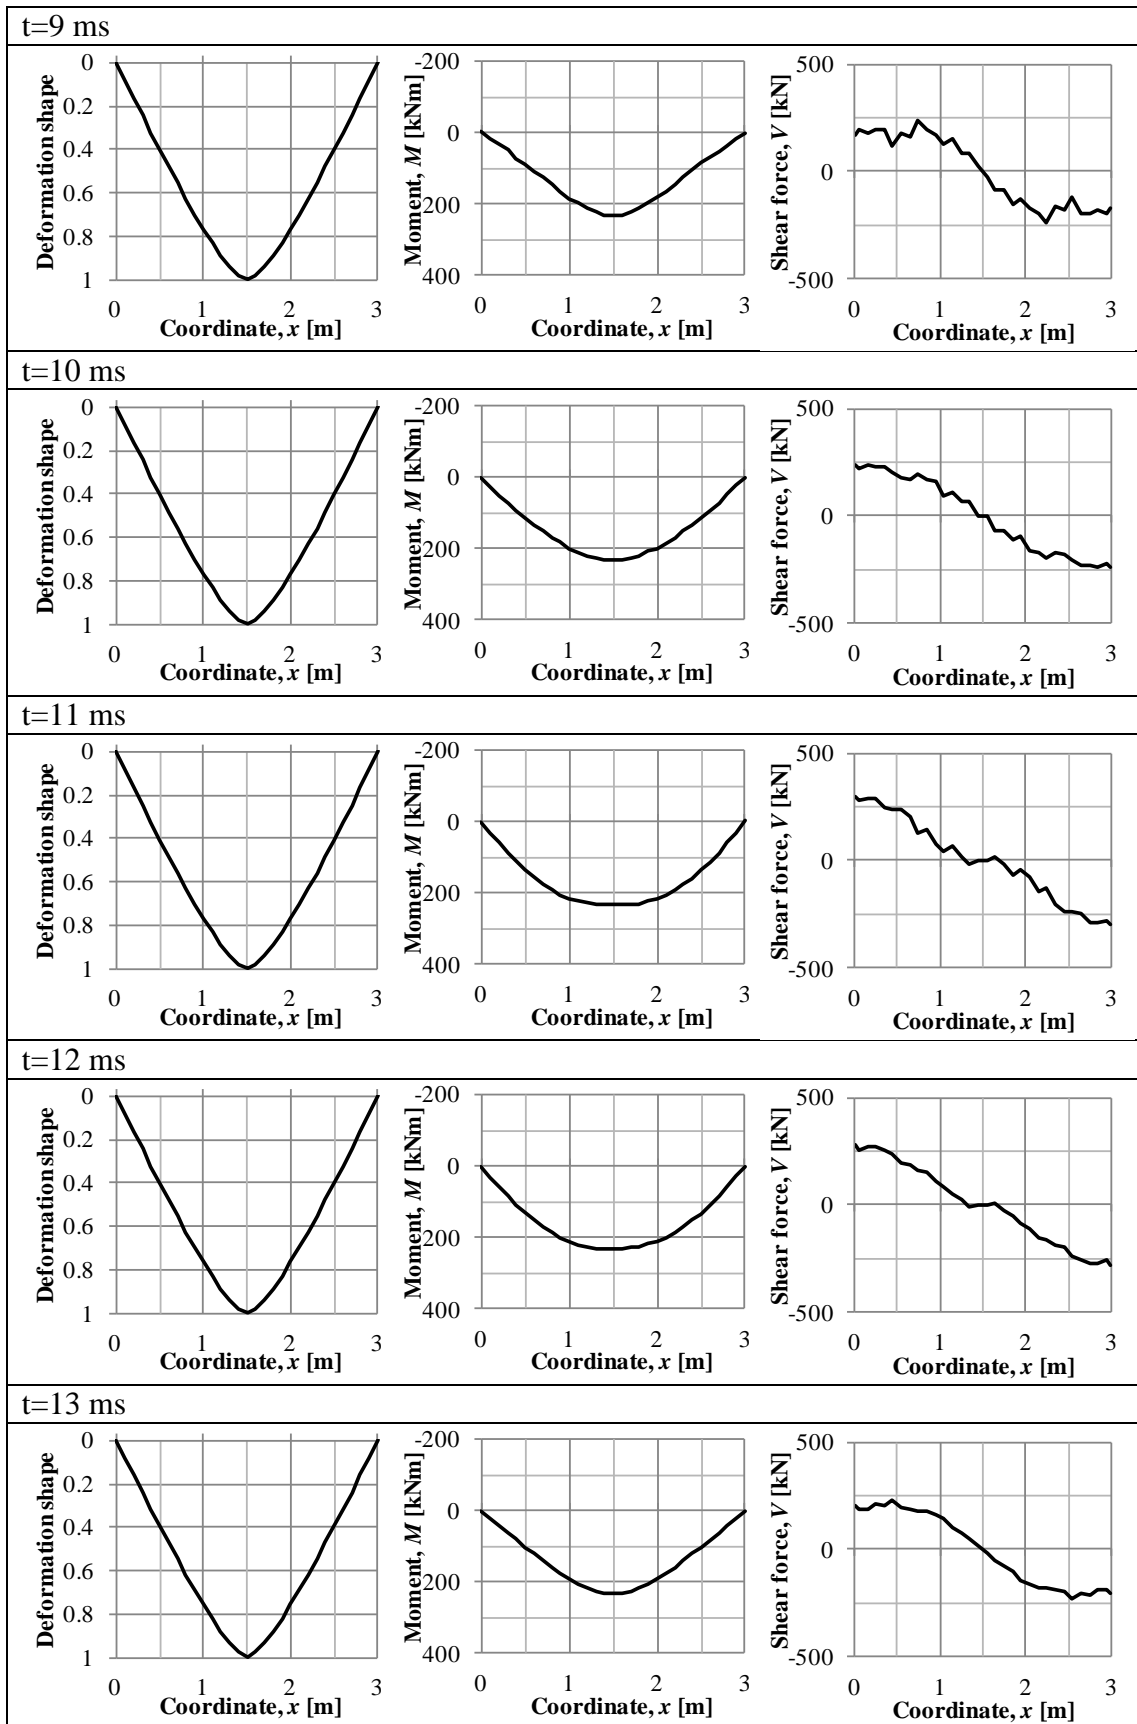 t=9 ms
Deformation shape
0
0.2
0.4
0.6
0.8
1
0 1 2 3
Coordinate, x [m]
Moment, M [kNm]
-200
0
200
400
0 1 2 3
Coordinate, x [m]
Shear force, V [kN]
500
0
-500
0 1 2 3
Coordinate, x [m]
t=10 ms
Deformation shape
0
0.2
0.4
0.6
0.8
1
0 1 2 3
Coordinate, x [m]
Moment, M [kNm]
-200
0
200
400
0 1 2 3
Coordinate, x [m]
Shear force, V [kN]
500
0
-500
0 1 2 3
Coordinate, x [m]
t=11 ms
Deformation shape
0
0.2
0.4
0.6
0.8
1
0 1 2 3
Coordinate, x [m]
Moment, M [kNm]
-200
0
200
400
0 1 2 3
Coordinate, x [m]
Shear force, V [kN]
500
0
-500
0 1 2 3
Coordinate, x [m]
t=12 ms
Deformation shape
0
0.2
0.4
0.6
0.8
1
0 1 2 3
Coordinate, x [m]
Moment, M [kNm]
-200
0
200
400
0 1 2 3
Coordinate, x [m]
Shear force, V [kN]
500
0
-500
0 1 2 3
Coordinate, x [m]
t=13 ms
Deformation shape
0
0.2
0.4
0.6
0.8
1
0 1 2 3
Coordinate, x [m]
Moment, M [kNm]
-200
0
200
400
0 1 2 3
Coordinate, x [m]
Shear force, V [kN]
500
0
-500
0 1 2 3
Coordinate, x [m]